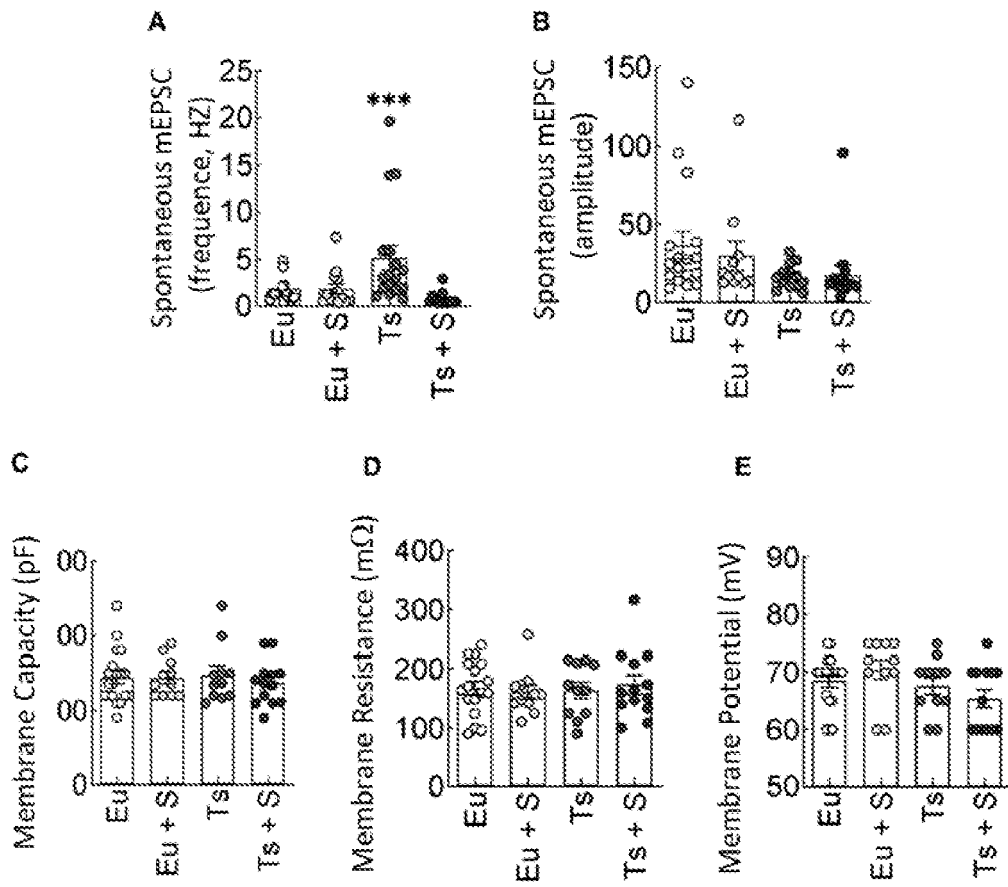 A
Spontaneous mEPSC
(frequence, HZ)
25
20
15
10
5
0
***
Eu
Eu + S
Ts
Ts + S
B
Spontaneous mEPSC
(amplitude)
150
100
50
0
Eu
Eu + S
Ts
Ts + S
C
Membrane Capacity (pF)
00
00
00
0
Eu
Eu + S
Ts
Ts + S
D
Membrane Resistance (mΩ)
400
300
200
100
0
Eu
Eu + S
Ts
Ts + S
E
Membrane Potential (mV)
90
80
70
60
50
Eu
Eu + S
Ts
Ts + S